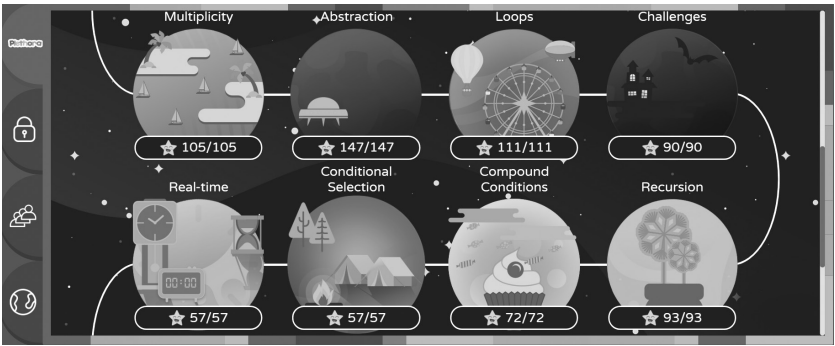 Plethora
Multiplicity
Abstraction
Loops
Challenges
105/105
147/147
111/111
90/90
Real-time
Conditional
Selection
Compound
Conditions
Recursion
00:00
57/57
57/57
72/72
93/93